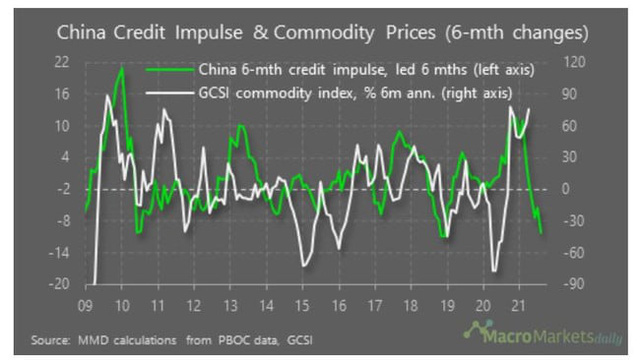 China Credit Impulse & Commodity Prices (6-mth changes)
22 120
China 6-mth credit impulse, led 6 mths (left axis)
16 90
GCSI commodity index, % 6m ann. (right axis)
10 60
4 30
-2 0
-8 -30
-14 -60
-20 -90
09 10 11 12 13 14 15 16 17 18 19 20 21
Source: MMD calculations from PBOC data, GCSI
MacroMarketsdaily